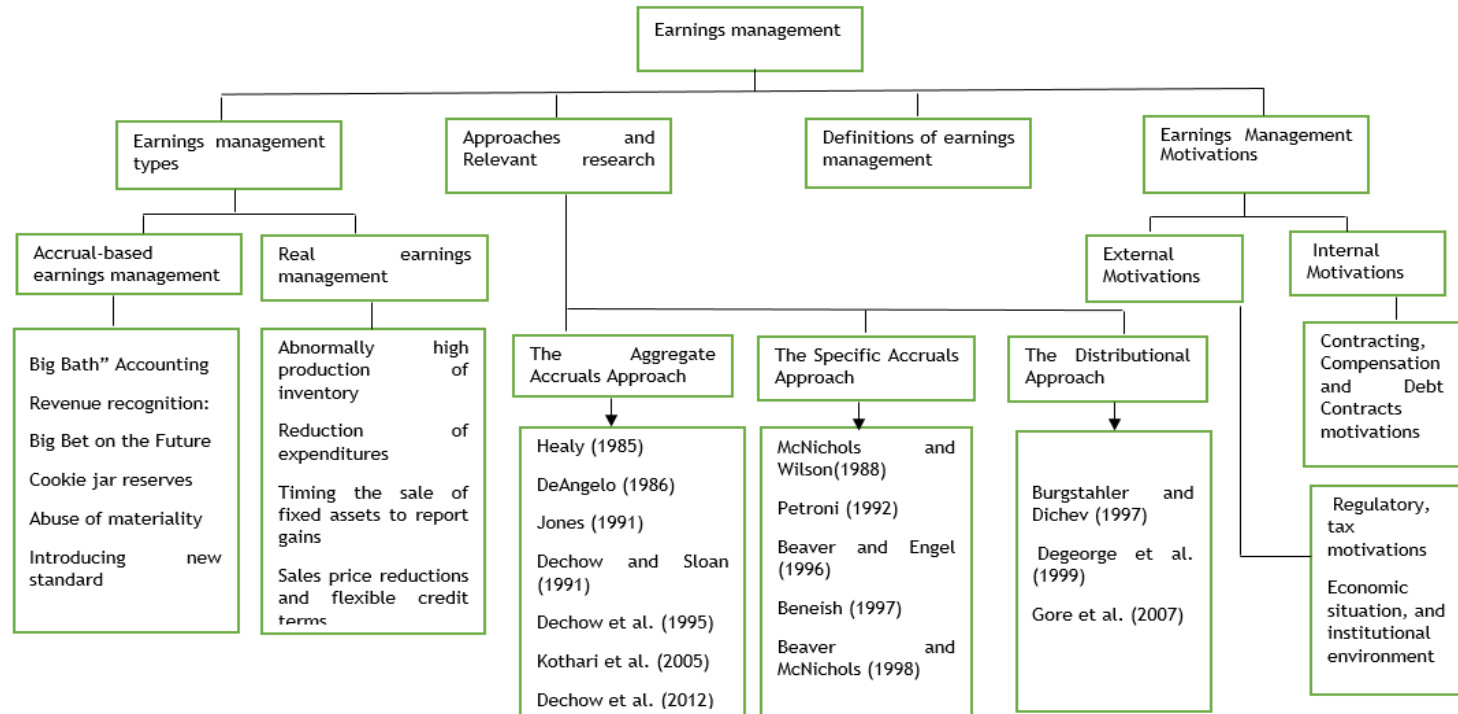 Earnings management
Earnings management
types
Approaches and
Relevant research
Definitions of earnings
management
Earnings Management
Motivations
Accrual-based
earnings management
Real earnings
management
External
Motivations
Internal
Motivations
Big Bath” Accounting
Revenue recognition:
Big Bet on the Future
Cookie jar reserves
Abuse of materiality
Introducing new
standard
Abnormally high
production of
inventory
Reduction of
expenditures
Timing the sale of
fixed assets to report
gains
Sales price reductions
and flexible credit
terms
The Aggregate
Accruals Approach
The Specific Accruals
Approach
The Distributional
Approach
Contracting,
Compensation
and Debt
Contracts
motivations
Healy (1985)
DeAngelo (1986)
Jones (1991)
Dechow and Sloan
(1991)
Dechow et al. (1995)
Kothari et al. (2005)
Dechow et al. (2012)
McNichols and
Wilson(1988)
Petroni (1992)
Beaver and Engel
(1996)
Beneish (1997)
Beaver and
McNichols (1998)
Burgstahler and
Dichev (1997)
Degeorge et al.
(1999)
Gore et al. (2007)
Regulatory,
tax
motivations
Economic
situation, and
institutional
environment